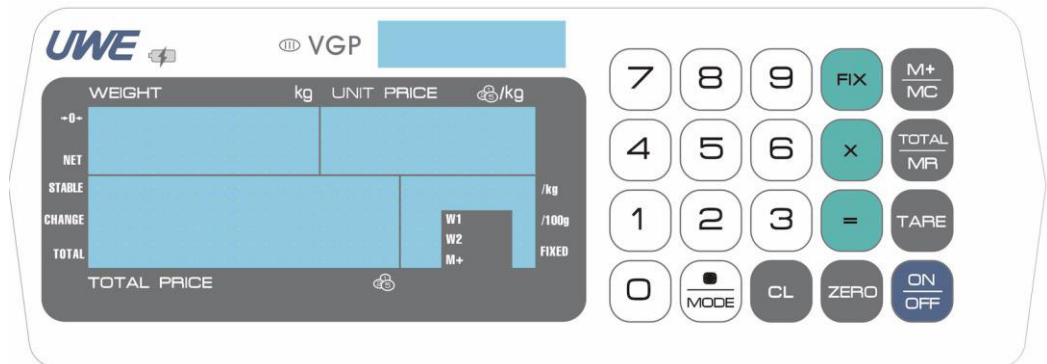 UWE
VGP
WEIGHT kg UNIT PRICE /kg
→0←
NET
STABLE
CHANGE
TOTAL
W1
W2
M+
/kg
/100g
FIXED
TOTAL PRICE
7 8 9 FIX M+ MC
4 5 6 × TOTAL MR
1 2 3 = TARE
0 MODE CL ZERO ON OFF